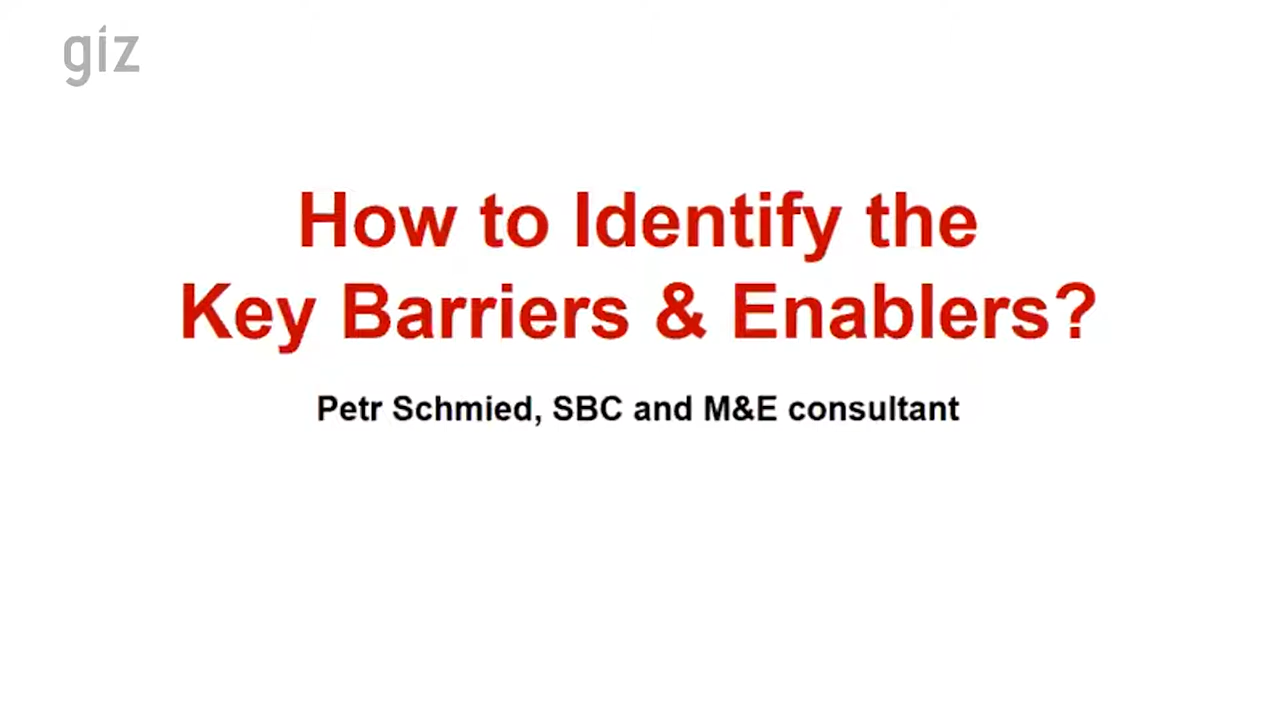 giz
How to Identify the
Key Barriers & Enablers?
Petr Schmied, SBC and M&E consultant